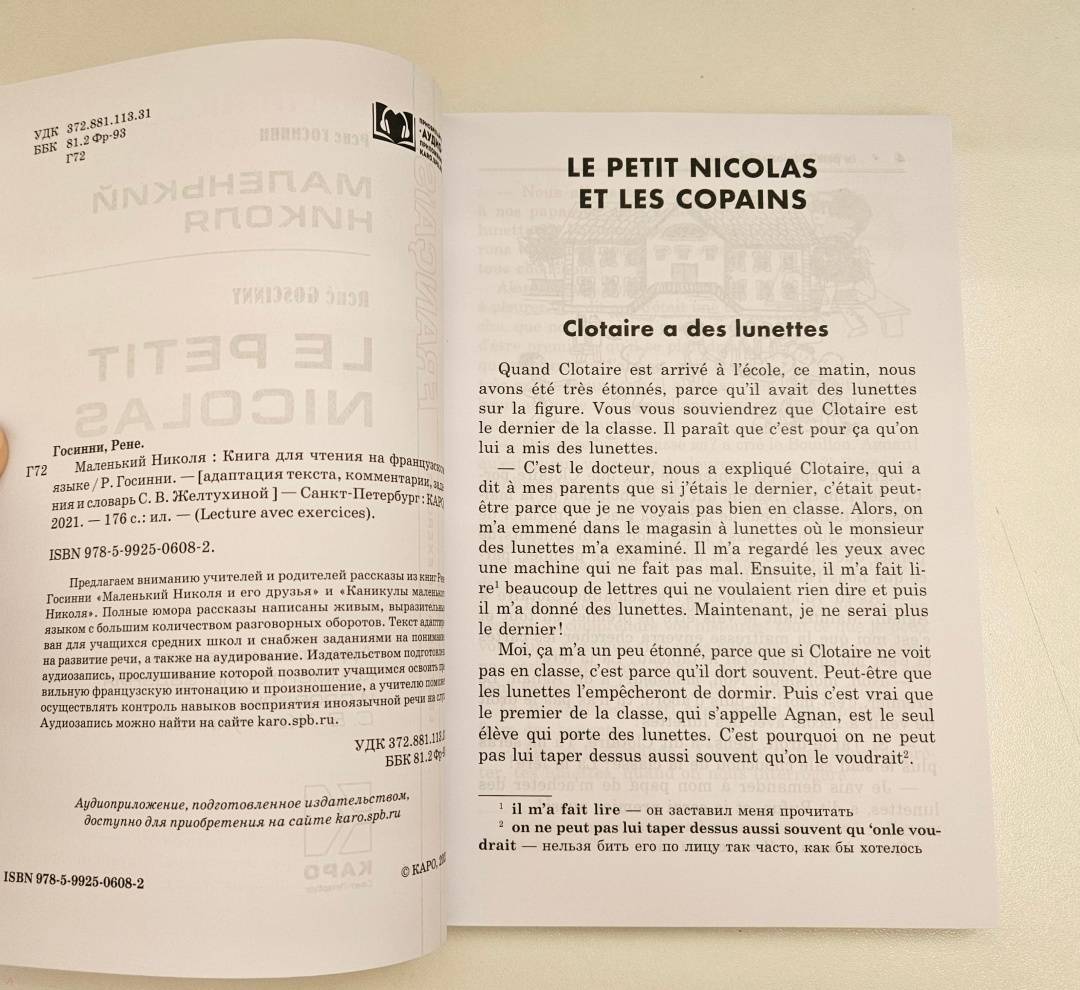 УДК 372.881.113.31
ББК 81.2 Фр-93
Г72
Госинни, Рене.
Г72 Маленький Николя : Книга для чтения на французском
языке / Р. Госинни. — [адаптация текста, комментарии, зада
ния и словарь С. В. Желтухиной ] — Санкт-Петербург : КАРО
2021. — 176 с.: ил. — (Lecture avec exercices).
ISBN 978-5-9925-0608-2.
Предлагаем вниманию учителей и родителей рассказы из книг
Госинни «Маленький Николя и его друзья» и «Каникулы
Николя». Полные юмора рассказы написаны живым,
языком с большим количеством разговорных оборотов. Текст
ван для учащихся средних школ и снабжен заданиями на
на развитие речи, а также на аудирование. Издательством
аудиозапись, прослушивание которой позволит учащимся освоить
вильную французскую интонацию и произношение, а учителю
осуществлять контроль навыков восприятия иноязычной речи на
Аудиозапись можно найти на сайте karo.spb.ru.
УДК 372.881.113.
ББК 81.2 Фр-
Аудиоприложение, подготовленное издательством,
доступно для приобретения на сайте karo.spb.ru
ISBN 978-5-9925-0608-2
© КАРО, 202
LE PETIT NICOLAS
ET LES COPAINS
Clotaire a des lunettes
Quand Clotaire est arrivé à l'école, ce matin, nous
avons été très étonnés, parce qu'il avait des lunettes
sur la figure. Vous vous souviendrez que Clotaire est
le dernier de la classe. Il paraît que c'est pour ça qu'on
lui a mis des lunettes.
— C'est le docteur, nous a expliqué Clotaire, qui a
dit à mes parents que si j'étais le dernier, c'était peut-
être parce que je ne voyais pas bien en classe. Alors, on
m'a emmené dans le magasin à lunettes où le monsieur
des lunettes m'a examiné. Il m'a regardé les yeux avec
une machine qui ne fait pas mal. Ensuite, il m'a fait li-
re¹ beaucoup de lettres qui ne voulaient rien dire et puis
il m'a donné des lunettes. Maintenant, je ne serai plus
le dernier!
Moi, ça m'a un peu étonné, parce que si Clotaire ne voit
pas en classe, c'est parce qu'il dort souvent. Peut-être que
les lunettes l'empêcheront de dormir. Puis c'est vrai que
le premier de la classe, qui s'appelle Agnan, est le seul
élève qui porte des lunettes. C'est pourquoi on ne peut
pas lui taper dessus aussi souvent qu'on le voudrait².
¹ il m'a fait lire — он заставил меня прочитать
² on ne peut pas lui taper dessus aussi souvent qu 'onle vou-
drait — нельзя бить его по лицу так часто, как бы хотелось